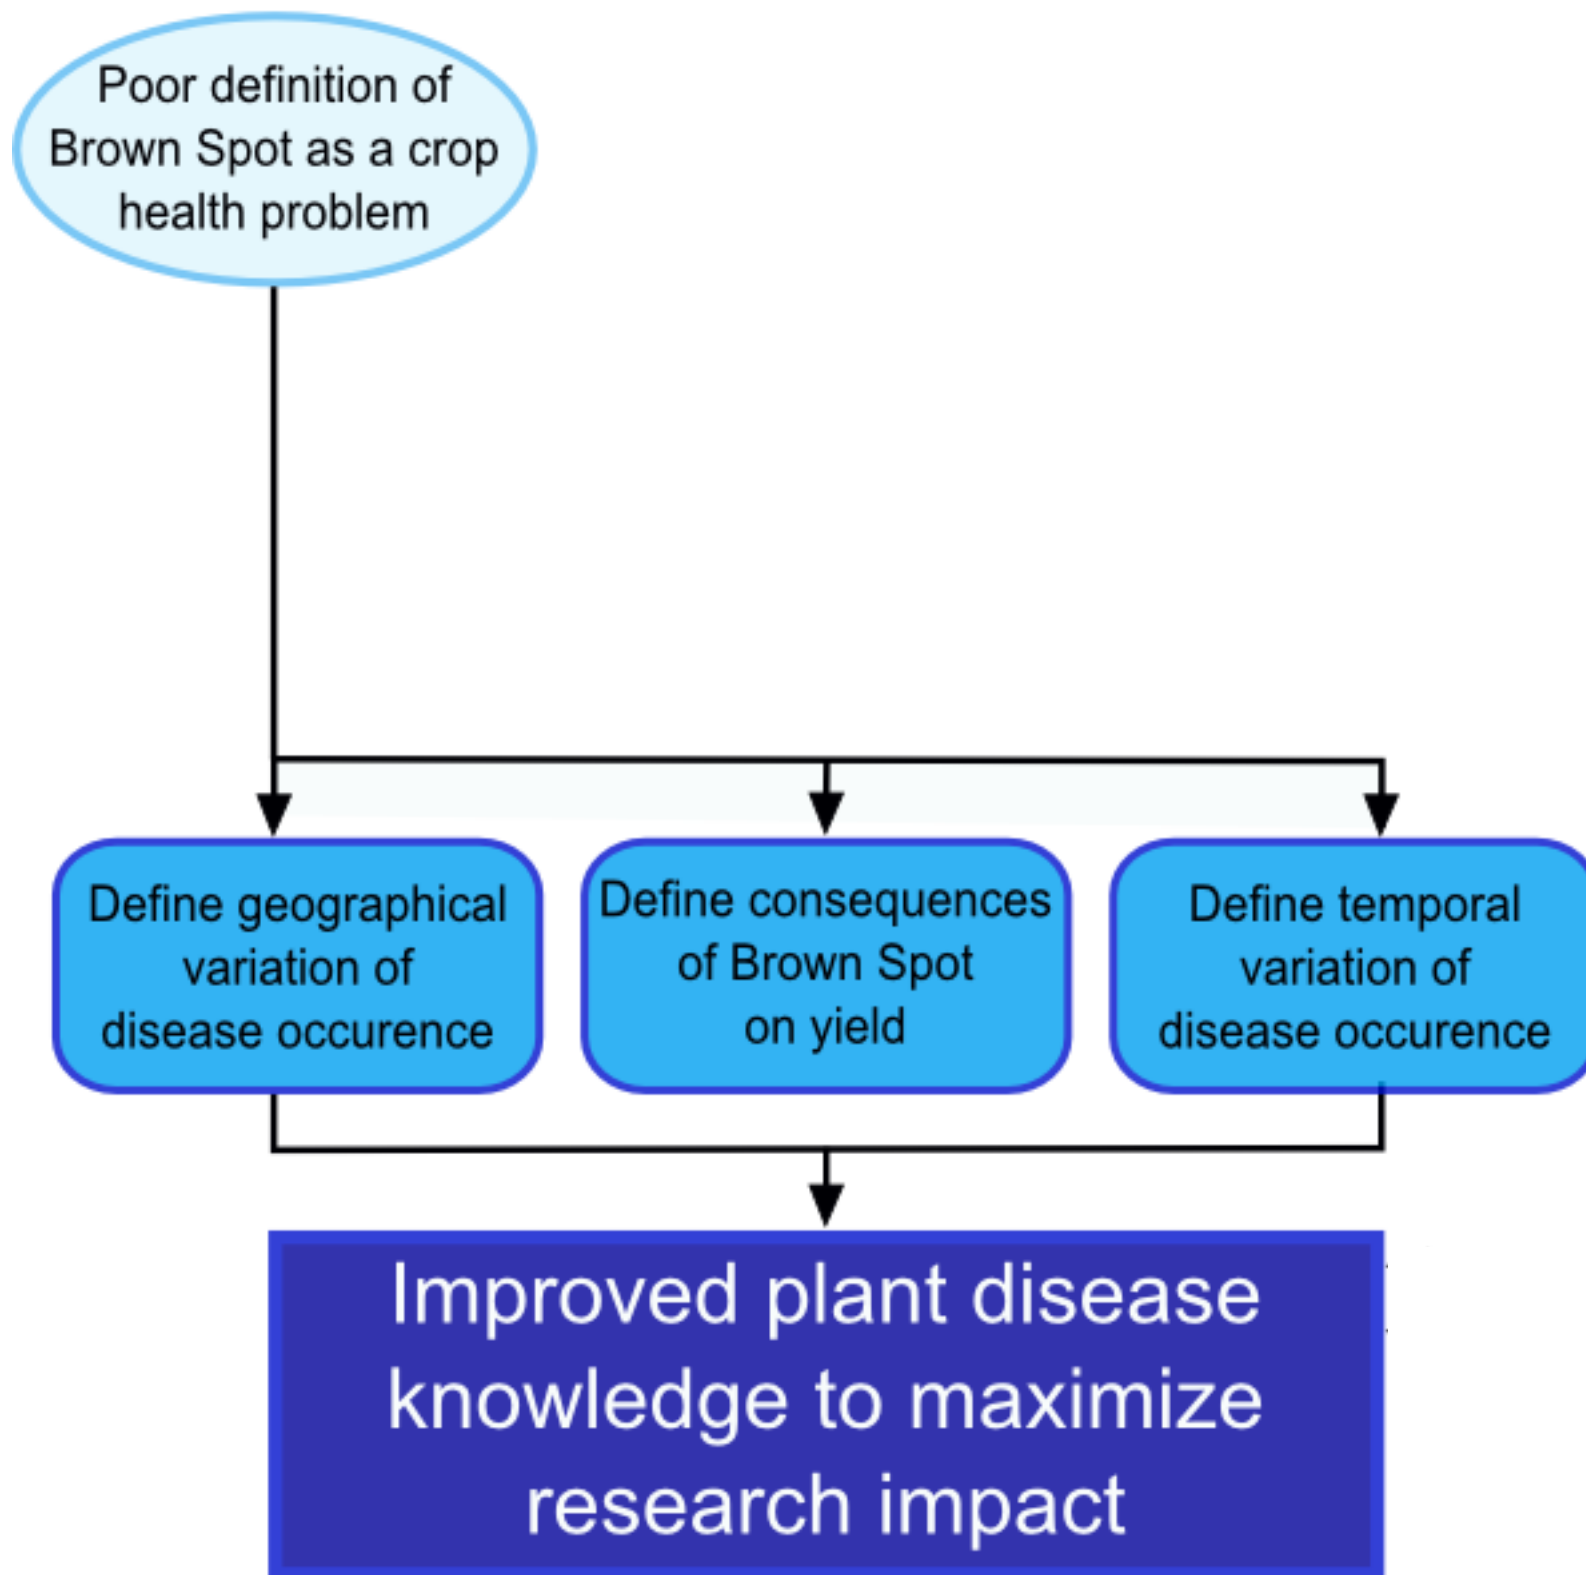 Poor definition of
Brown Spot as a crop
health problem
Define geographical
variation of
disease occurence
Define consequences
of Brown Spot
on yield
Define temporal
variation of
disease occurence
Improved plant disease
knowledge to maximize
research impact